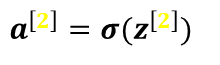 𝒂^[2] = 𝝈(𝒛^[2])